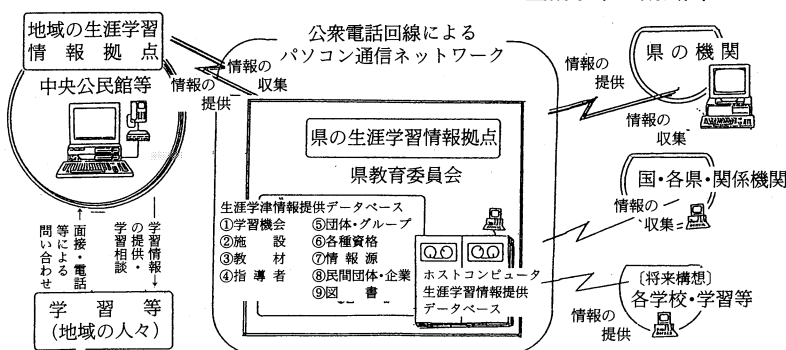 地域の生涯学習
情報拠点
中央公民館等
情報の
提供
情報の
収集
公衆電話回線による
パソコン通信ネットワーク
県の生涯学習情報拠点
県教育委員会
生涯学津情報提供データベース
①学習機会
②施設
③教材
④指導者
⑤団体・グループ
⑥各種資格
⑦情報源
⑧民間団体・企業
⑨図書
ホストコンピュータ
生涯学習情報提供
データベース
面接・電話
等による
問い合わせ
学習情報
の提供・
学習相談
学習等
(地域の人々)
情報の
提供
県の機関
情報の
収集
国・各県・関係機関
情報の
収集
〔将来構想〕
各学校・学習等
情報の
提供